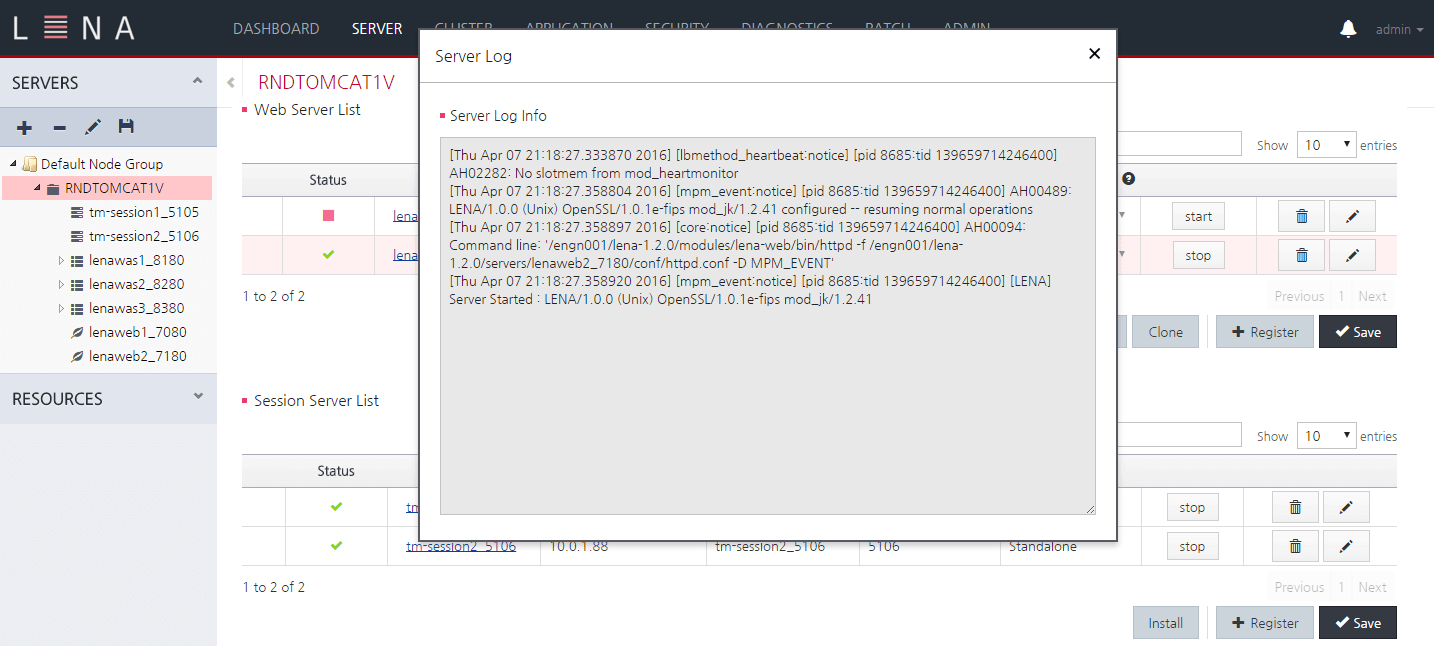 LENA
DASHBOARD SERVER CLUSTER APPLICATION SECURITY DIAGNOSTICS PATCH ADMIN admin
SERVERS
Default Node Group
RNDTOMCAT1V
tm-session1_5105
tm-session2_5106
lenawas1_8180
lenawas2_8280
lenawas3_8380
lenaweb1_7080
lenaweb2_7180
RESOURCES
RNDTOMCAT1V
Web Server List
Show 10 entries
Status
lena start
lena stop
1 to 2 of 2
Previous 1 Next
Clone Register Save
Server Log
Server Log Info
[Thu Apr 07 21:18:27.333870 2016] [lbmethod_heartbeat:notice] [pid 8685:tid 139659714246400]
AH02282: No slotmem from mod_heartmonitor
[Thu Apr 07 21:18:27.358804 2016] [mpm_event:notice] [pid 8685:tid 139659714246400] AH00489:
LENA/1.0.0 (Unix) OpenSSL/1.0.1e-fips mod_jk/1.2.41 configured -- resuming normal operations
[Thu Apr 07 21:18:27.358897 2016] [core:notice] [pid 8685:tid 139659714246400] AH00094:
Command line: '/engn001/lena-1.2.0/modules/lena-web/bin/httpd -f /engn001/lena-
1.2.0/servers/lenaweb2_7180/conf/httpd.conf -D MPM_EVENT'
[Thu Apr 07 21:18:27.358920 2016] [mpm_event:notice] [pid 8685:tid 139659714246400] [LENA]
Server Started : LENA/1.0.0 (Unix) OpenSSL/1.0.1e-fips mod_jk/1.2.41
Session Server List
Show 10 entries
Status
stop
tm-session2_5106 10.0.1.88 tm-session2_5106 5106 Standalone stop
1 to 2 of 2
Previous 1 Next
Install Register Save